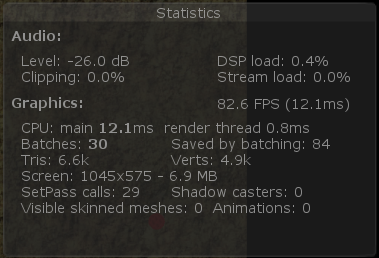 Statistics
Audio:
Level: -26.0 dB DSP load: 0.4%
Clipping: 0.0% Stream load: 0.0%
Graphics: 82.6 FPS (12.1ms)
CPU: main 12.1ms render thread 0.8ms
Batches: 30 Saved by batching: 84
Tris: 6.6k Verts: 4.9k
Screen: 1045x575 - 6.9 MB
SetPass calls: 29 Shadow casters: 0
Visible skinned meshes: 0 Animations: 0